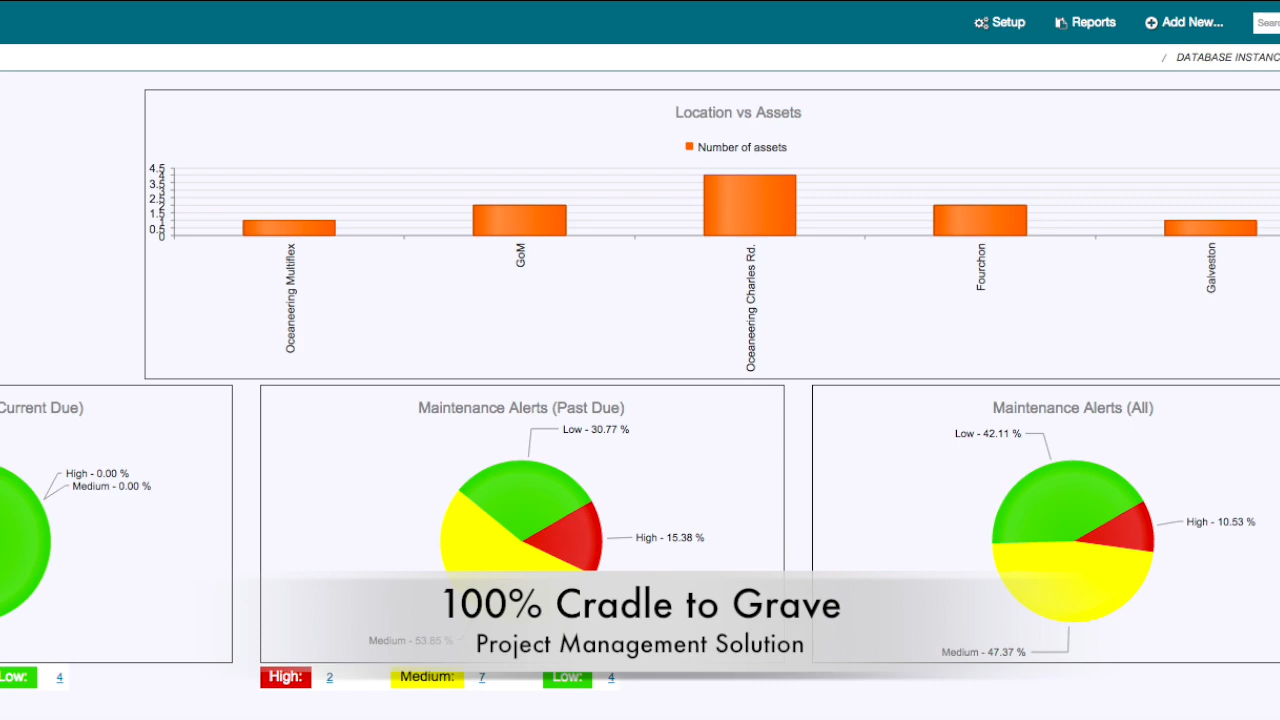 Setup Reports Add New... Sear
/ DATABASE INSTANC
Location vs Assets
Number of assets
4.5
4
3.5
3
2.5
2
1.5
1
0.5
0
Oceaneering Multiflex
GoM
Oceaneering Charles Rd.
Fourchon
Galveston
Current Due)
High - 0.00 %
Medium - 0.00 %
Maintenance Alerts (Past Due)
Low - 30.77 %
High - 15.38 %
Medium - 53.85 %
Maintenance Alerts (All)
Low - 42.11 %
High - 10.53 %
Medium - 47.37 %
100% Cradle to Grave
Project Management Solution
Low: 4 High: 2 Medium: 7 Low: 4